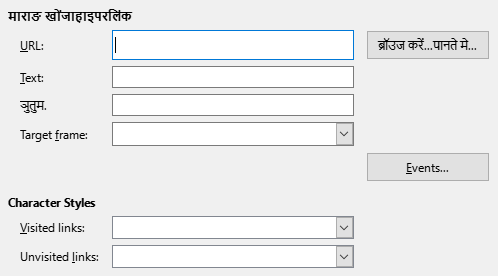 माराङ खोंजाहाइपरलिंक
URL:
ब्रॉउज करें...पानते मे...
Text:
ञुतुम.
Target frame:
Events...
Character Styles
Visited links:
Unvisited links: